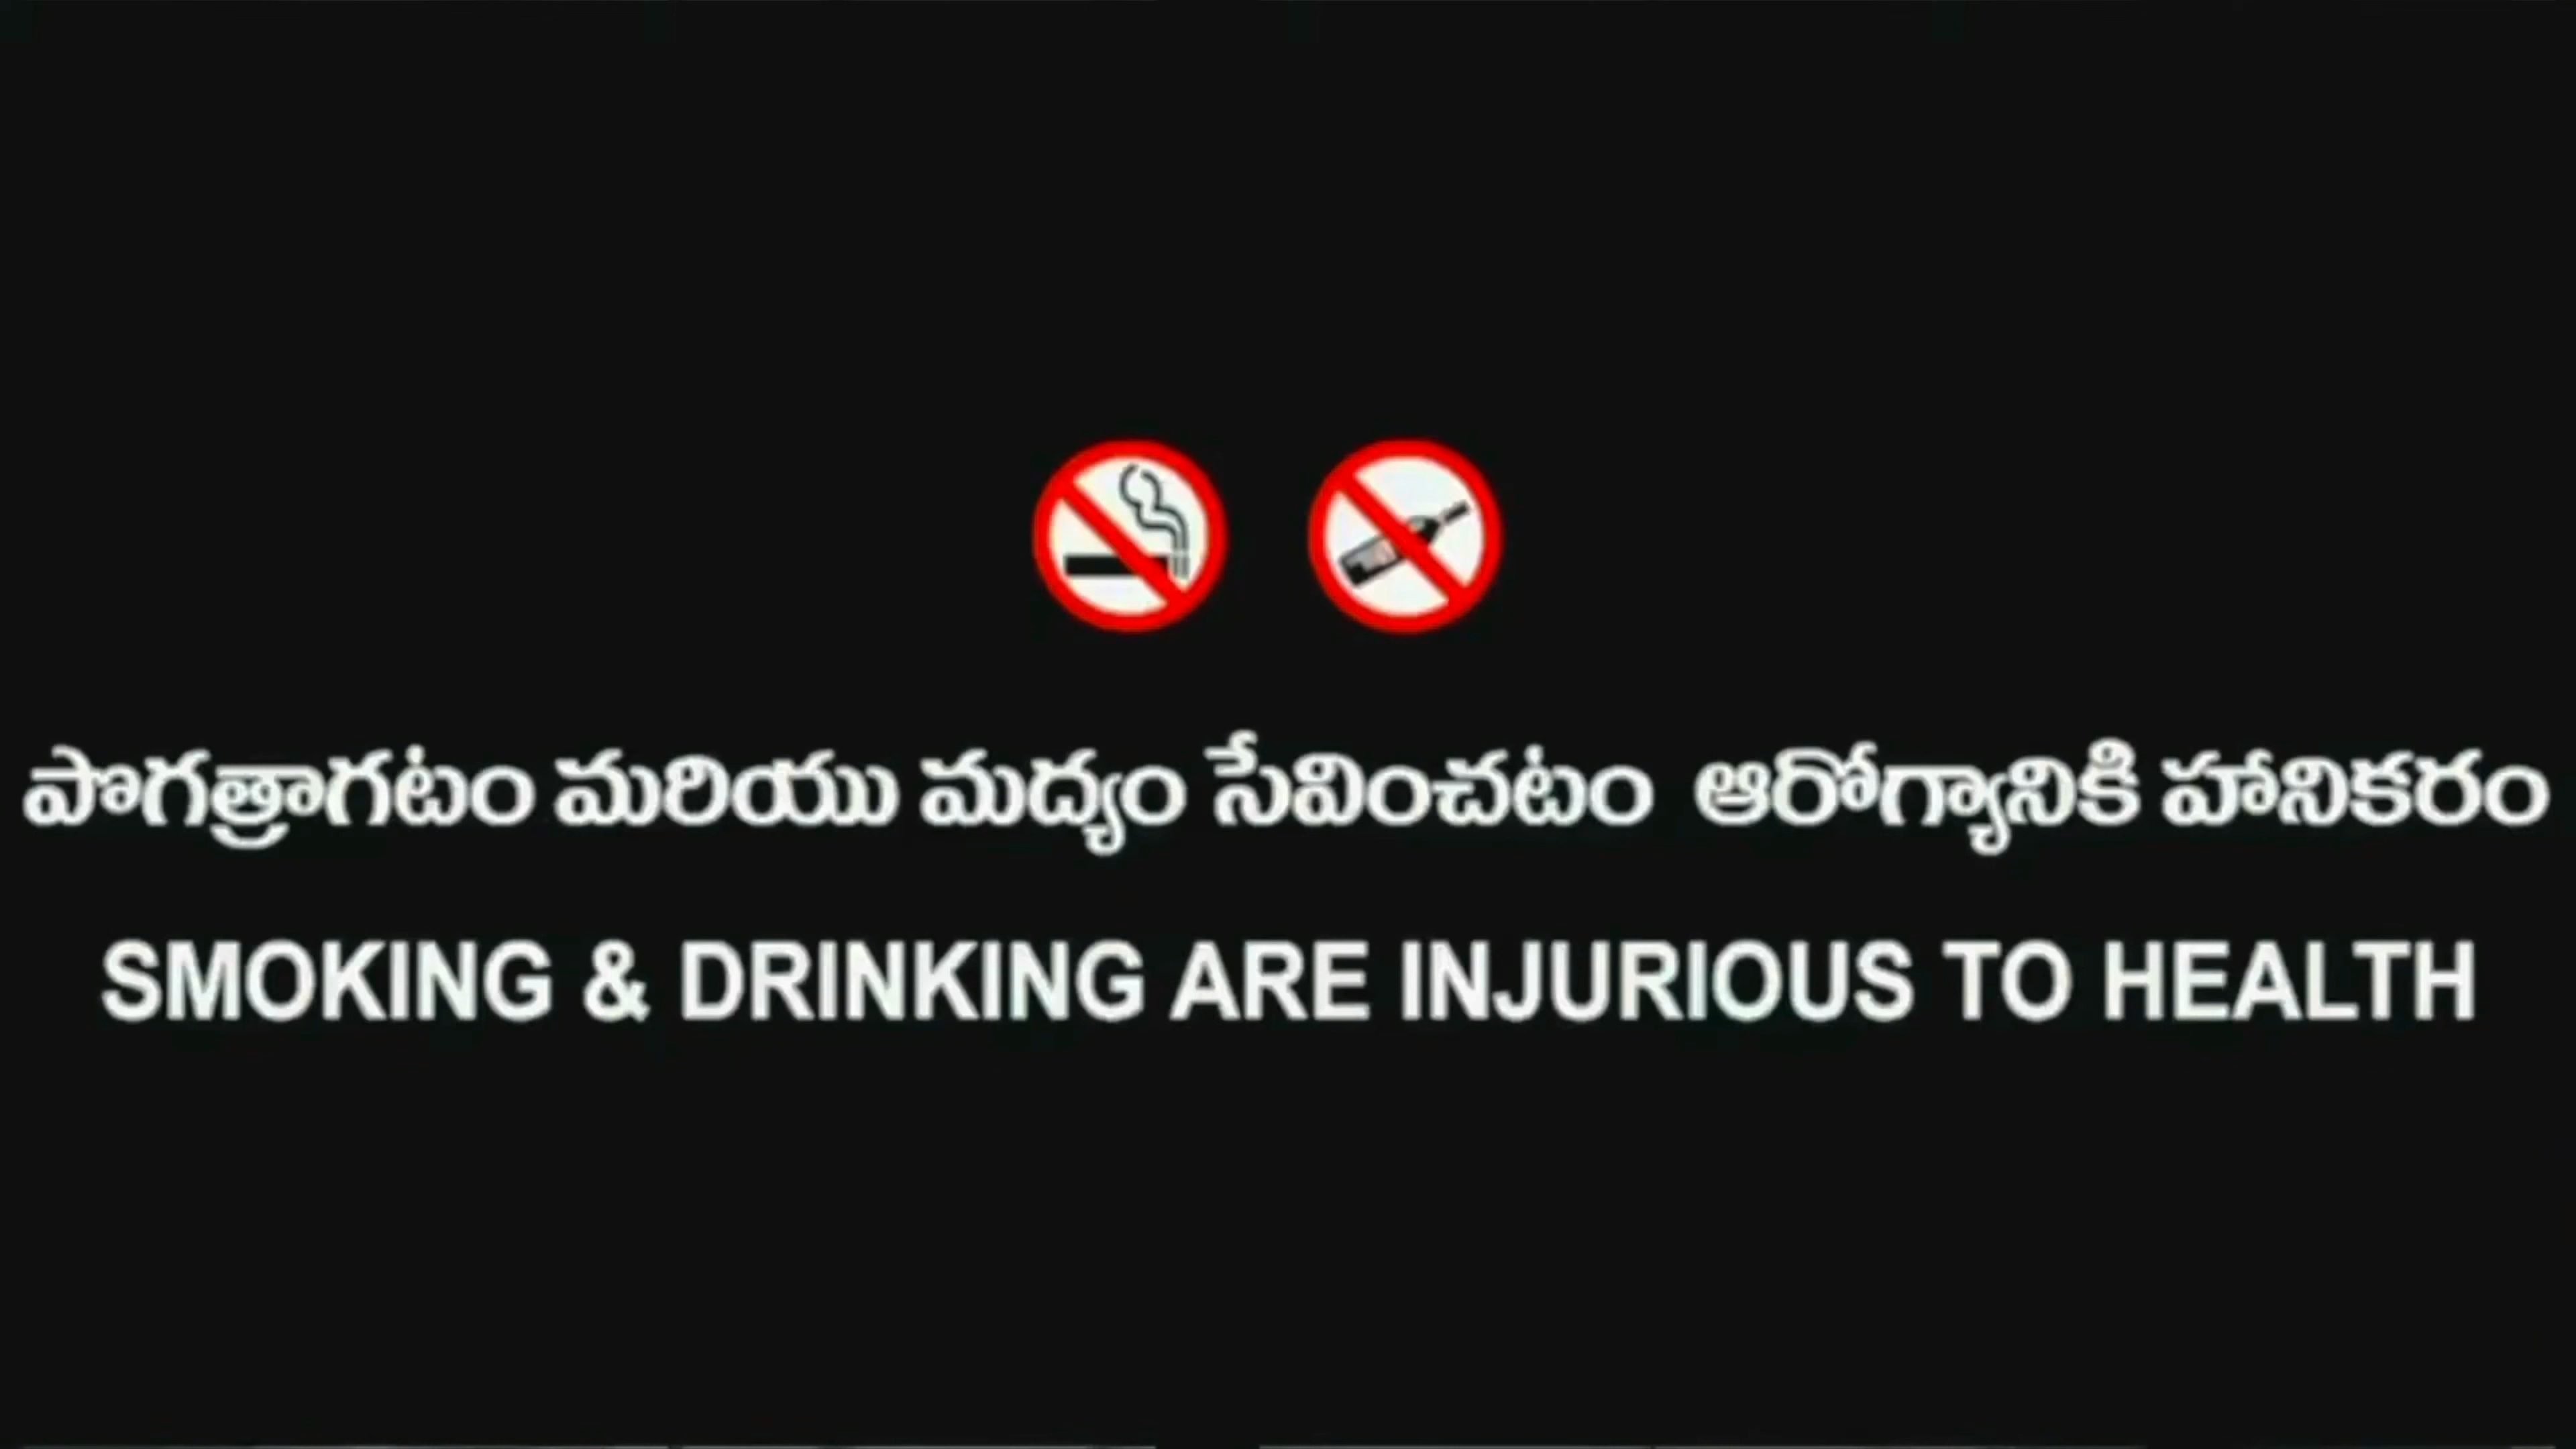 పొగత్రాగటం మరియు మద్యం సేవించటం ఆరోగ్యానికి హానికరం
SMOKING & DRINKING ARE INJURIOUS TO HEALTH